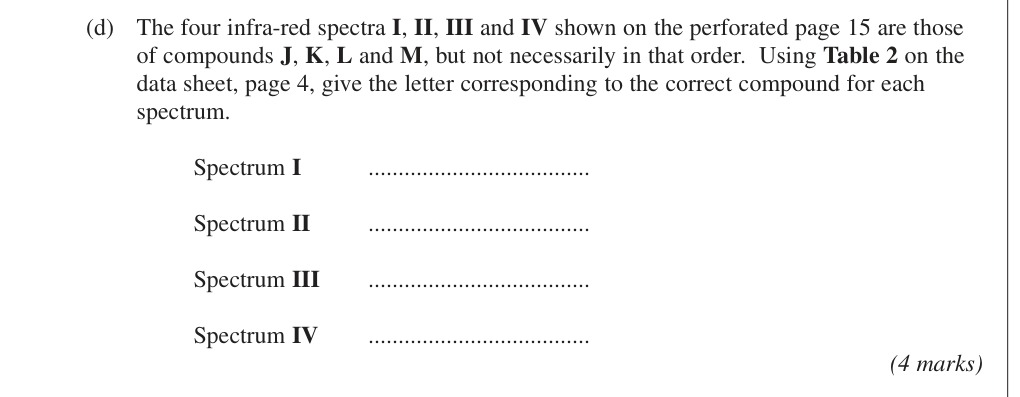 (d) The four infra-red spectra I, II, III and IV shown on the perforated page 15 are those
of compounds J, K, L and M, but not necessarily in that order. Using Table 2 on the
data sheet, page 4, give the letter corresponding to the correct compound for each
spectrum.
Spectrum I .....................................
Spectrum II .....................................
Spectrum III .....................................
Spectrum IV .....................................
(4 marks)